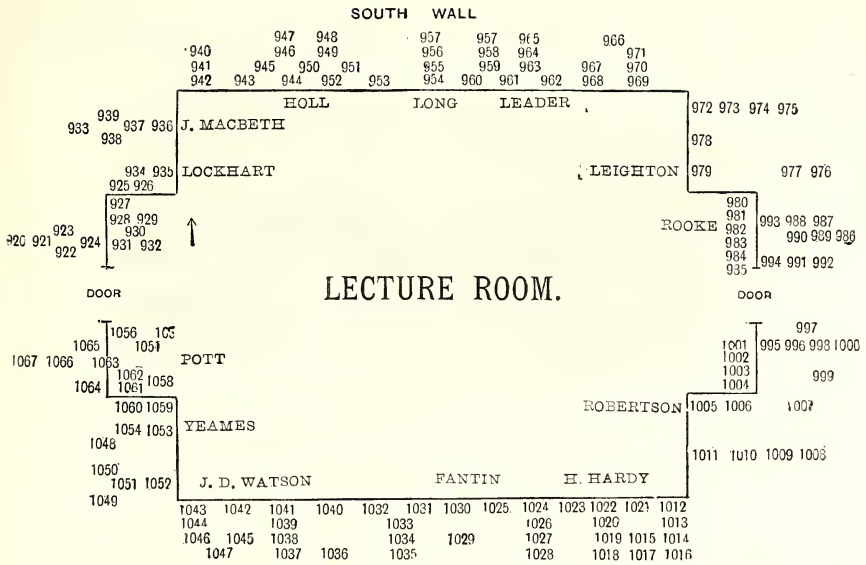 SOUTH WALL
947 948 957 957 965 966
940 946 949 956 958 964 971
941 945 950 951 955 959 963 967 970
942 943 944 952 953 954 960 961 962 968 969
HOLL LONG LEADER
939 972 973 974 975
933 937 936 J. MACBETH
938 978
934 935 LOCKHART LEIGHTON 979 977 976
925 926
927 980
928 929 981 993 988 987
923 930 ROOKE 982 990 989 986
920 921 924 931 932 983
922 984 994 991 992
935
DOOR LECTURE ROOM. DOOR
1056 997
1065 1051 1001 995 996 998 1000
1067 1066 1063 POTT 1002
1062 1058 1003 999
1064 1061 1004
1060 1059 ROBERTSON 1005 1006 1007
1054 1053 YEAMES
1048
1011 1010 1009 1008
1050
1051 1052 J. D. WATSON FANTIN H. HARDY
1049
1043 1042 1041 1040 1032 1031 1030 1025 1024 1023 1022 1021 1012
1044 1039 1033 1026 1020 1013
1046 1045 1038 1034 1029 1027 1019 1015 1014
1047 1037 1036 1035 1028 1018 1017 1016